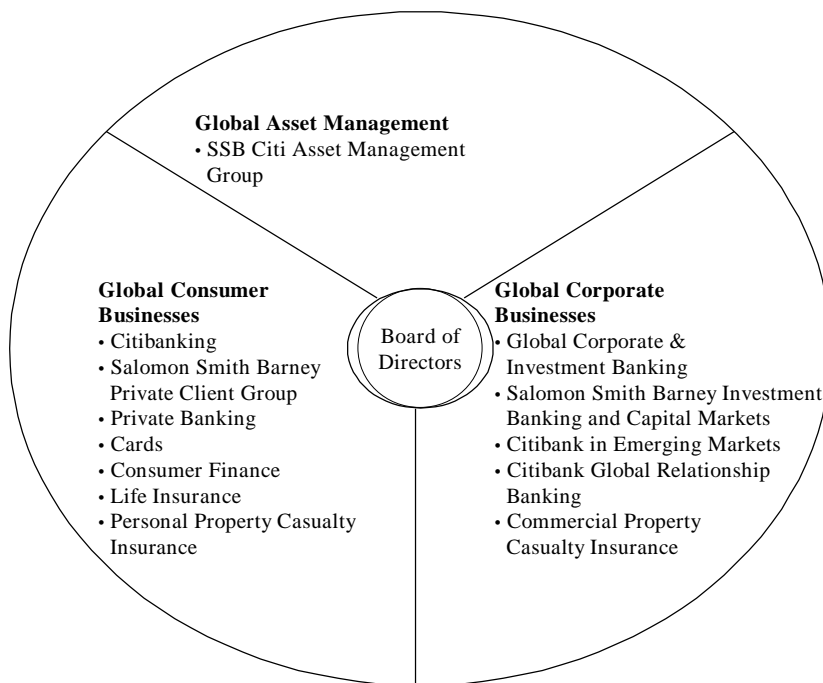 Global Asset Management
• SSB Citi Asset Management
Group
Global Consumer
Businesses
• Citibanking
• Salomon Smith Barney
Private Client Group
• Private Banking
• Cards
• Consumer Finance
• Life Insurance
• Personal Property Casualty
Insurance
Board of
Directors
Global Corporate
Businesses
• Global Corporate &
Investment Banking
• Salomon Smith Barney Investment
Banking and Capital Markets
• Citibank in Emerging Markets
• Citibank Global Relationship
Banking
• Commercial Property
Casualty Insurance